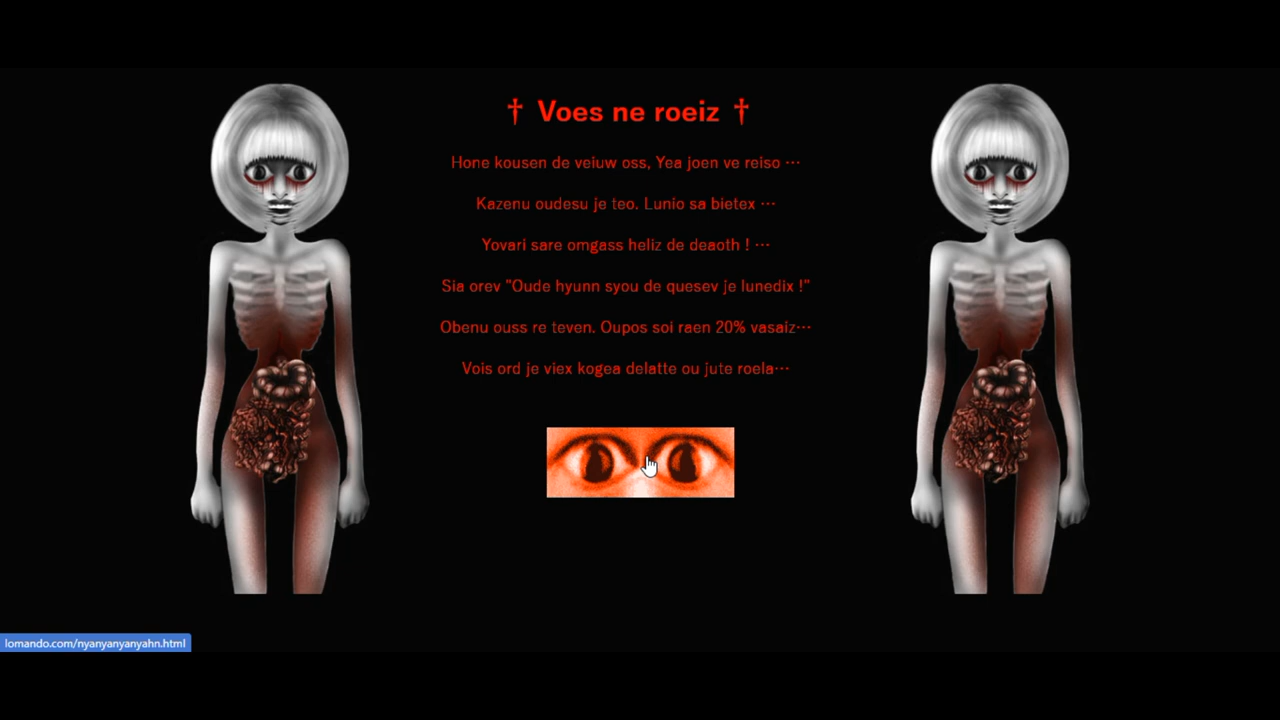 † Voes ne roeiz †
Hone kousen de veiuw oss, Yea joen ve reiso …
Kazenu oudesu je teo. Lunio sa bietex …
Yovari sare omgass heliz de deaoth ! …
Sia orev "Oude hyunn syou de quesev je lunedix !"
Obenu ouss re teven. Oupos soi raen 20% vasaiz…
Vois ord je viex kogea delatte ou jute roela…
lomando.com/nyanyanyanyahn.html